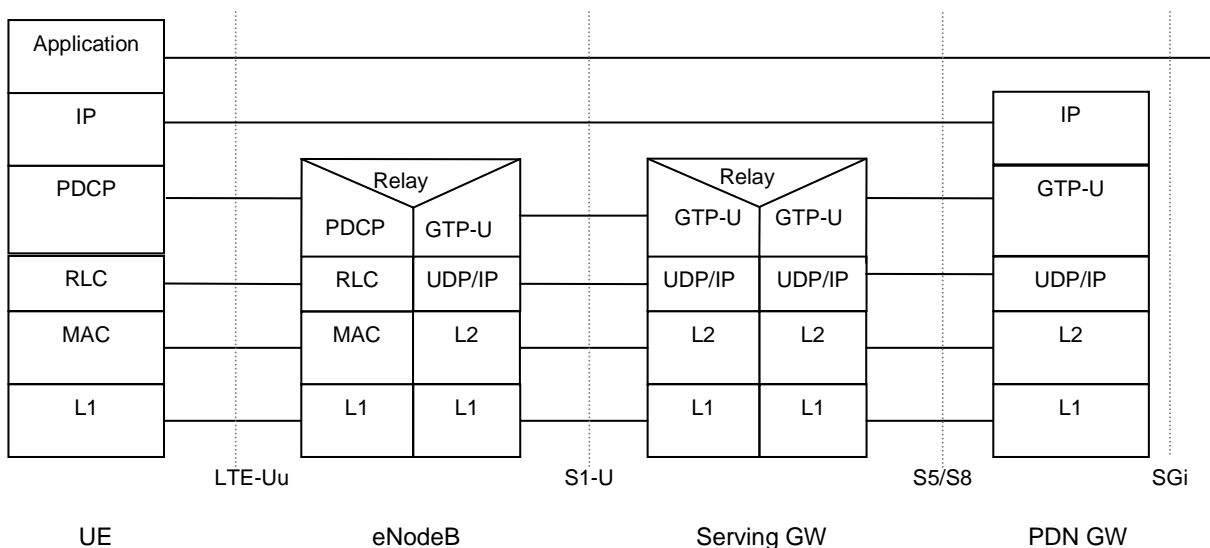 Application
IP
IP
PDCP
Relay
Relay
GTP-U
PDCP
GTP-U
GTP-U
GTP-U
RLC
RLC
UDP/IP
UDP/IP
UDP/IP
UDP/IP
MAC
MAC
L2
L2
L2
L2
L1
L1
L1
L1
L1
L1
LTE-Uu
S1-U
S5/S8
SGi
UE
eNodeB
Serving GW
PDN GW